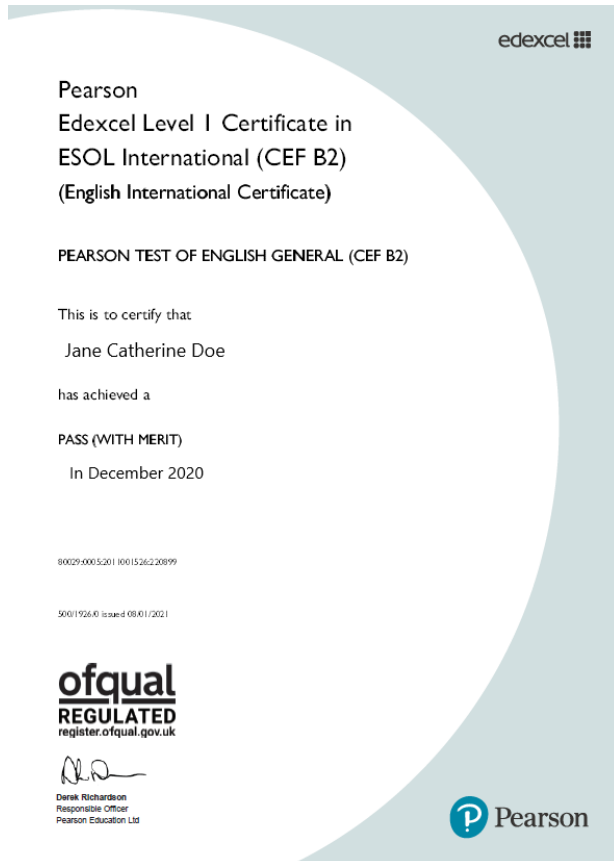 edexcel
Pearson
Edexcel Level 1 Certificate in
ESOL International (CEF B2)
(English International Certificate)
PEARSON TEST OF ENGLISH GENERAL (CEF B2)
This is to certify that
Jane Catherine Doe
has achieved a
PASS (WITH MERIT)
In December 2020
80029:0005:2011001526:220899
500/1926/0 issued 08/01/2021
ofqual
REGULATED
register.ofqual.gov.uk
Derek Richardson
Responsible Officer
Pearson Education Ltd
Pearson